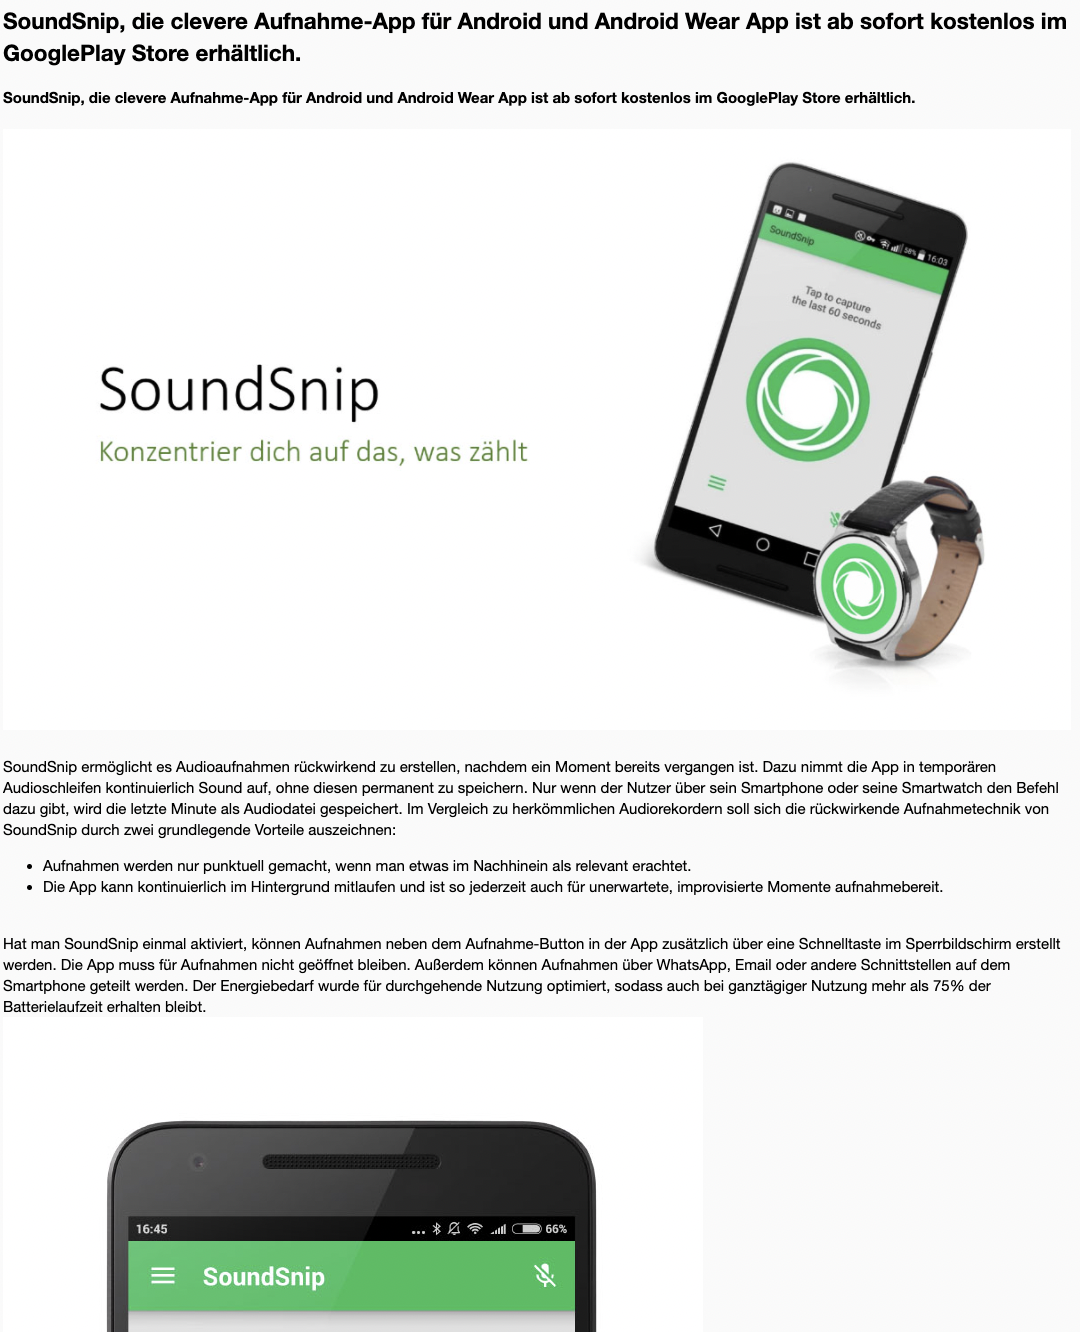 SoundSnip, die clevere Aufnahme-App für Android und Android Wear App ist ab sofort kostenlos im
GooglePlay Store erhältlich.
SoundSnip, die clevere Aufnahme-App für Android und Android Wear App ist ab sofort kostenlos im GooglePlay Store erhältlich.
58% 16:03
SoundSnip
Tap to capture
the last 60 seconds
SoundSnip
Konzentrier dich auf das, was zählt
SoundSnip ermöglicht es Audioaufnahmen rückwirkend zu erstellen, nachdem ein Moment bereits vergangen ist. Dazu nimmt die App in temporären
Audioschleifen kontinuierlich Sound auf, ohne diesen permanent zu speichern. Nur wenn der Nutzer über sein Smartphone oder seine Smartwatch den Befehl
dazu gibt, wird die letzte Minute als Audiodatei gespeichert. Im Vergleich zu herkömmlichen Audiorekordern soll sich die rückwirkende Aufnahmetechnik von
SoundSnip durch zwei grundlegende Vorteile auszeichnen:
• Aufnahmen werden nur punktuell gemacht, wenn man etwas im Nachhinein als relevant erachtet.
• Die App kann kontinuierlich im Hintergrund mitlaufen und ist so jederzeit auch für unerwartete, improvisierte Momente aufnahmebereit.
Hat man SoundSnip einmal aktiviert, können Aufnahmen neben dem Aufnahme-Button in der App zusätzlich über eine Schnelltaste im Sperrbildschirm erstellt
werden. Die App muss für Aufnahmen nicht geöffnet bleiben. Außerdem können Aufnahmen über WhatsApp, Email oder andere Schnittstellen auf dem
Smartphone geteilt werden. Der Energiebedarf wurde für durchgehende Nutzung optimiert, sodass auch bei ganztägiger Nutzung mehr als 75% der
Batterielaufzeit erhalten bleibt.
16:45 66%
SoundSnip